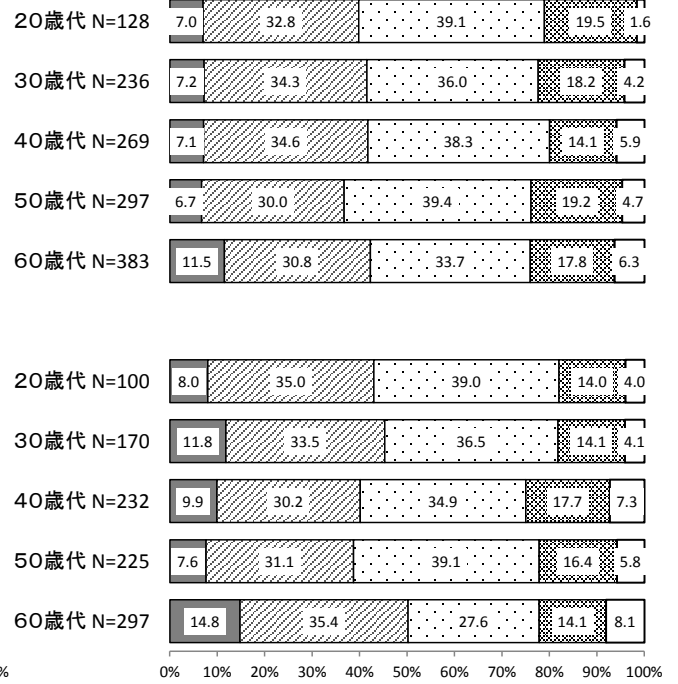 20歳代 N=128 7.0 32.8 39.1 19.5 1.6
30歳代 N=236 7.2 34.3 36.0 18.2 4.2
40歳代 N=269 7.1 34.6 38.3 14.1 5.9
50歳代 N=297 6.7 30.0 39.4 19.2 4.7
60歳代 N=383 11.5 30.8 33.7 17.8 6.3
20歳代 N=100 8.0 35.0 39.0 14.0 4.0
30歳代 N=170 11.8 33.5 36.5 14.1 4.1
40歳代 N=232 9.9 30.2 34.9 17.7 7.3
50歳代 N=225 7.6 31.1 39.1 16.4 5.8
60歳代 N=297 14.8 35.4 27.6 14.1 8.1
% 0% 10% 20% 30% 40% 50% 60% 70% 80% 90% 100%